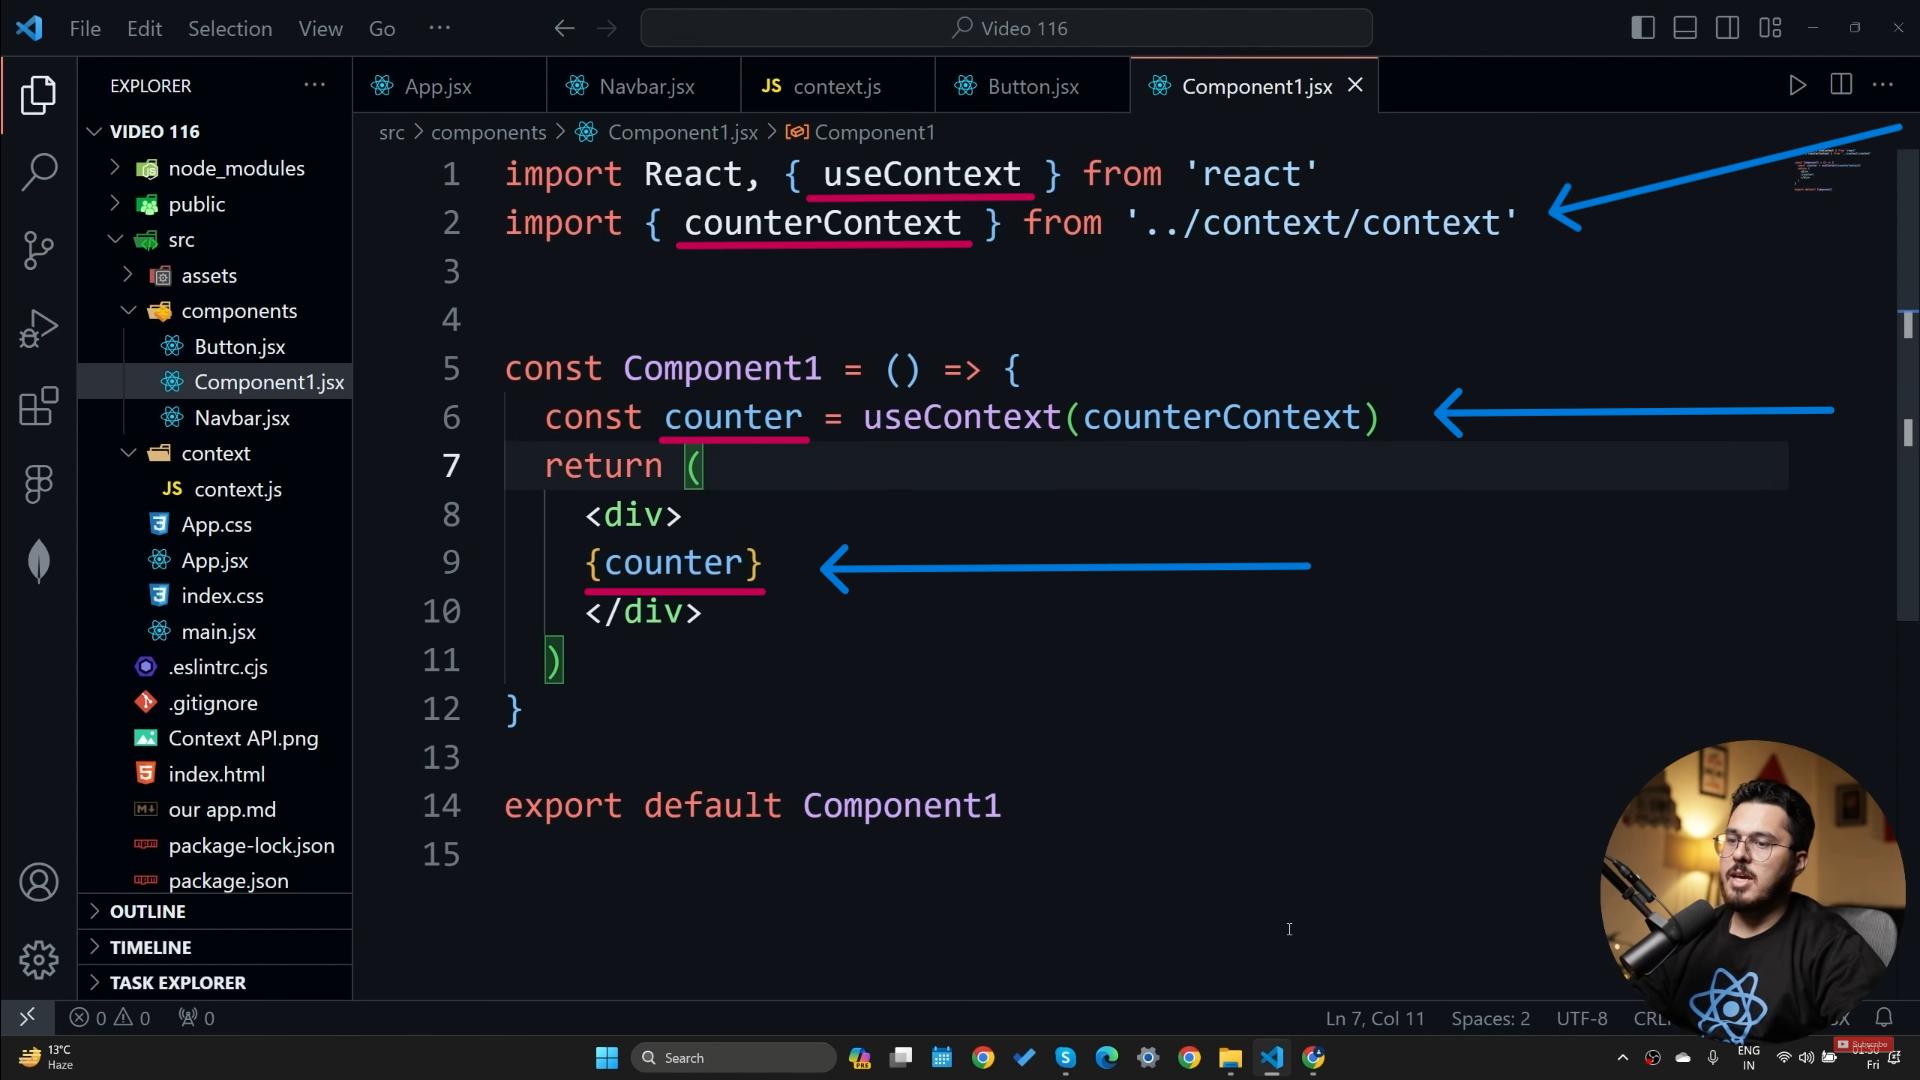 File Edit Selection View Go ··· Video 116
EXPLORER ···
VIDEO 116
node_modules
public
src
assets
components
Button.jsx
Component1.jsx
Navbar.jsx
context
JS context.js
App.css
App.jsx
index.css
main.jsx
.eslintrc.cjs
.gitignore
Context API.png
index.html
our app.md
package-lock.json
package.json
OUTLINE
TIMELINE
TASK EXPLORER
App.jsx Navbar.jsx JS context.js Button.jsx Component1.jsx
src > components > Component1.jsx > Component1
1 import React, { useContext } from 'react'
2 import { counterContext } from '../context/context'
3
4
5 const Component1 = () => {
6 const counter = useContext(counterContext)
7 return (
8 <div>
9 {counter}
10 </div>
11 )
12 }
13
14 export default Component1
15
0 0 0 Ln 7, Col 11 Spaces: 2 UTF-8
13°C
Haze
Search
PRE
ENG
IN
Subscribe
Fri